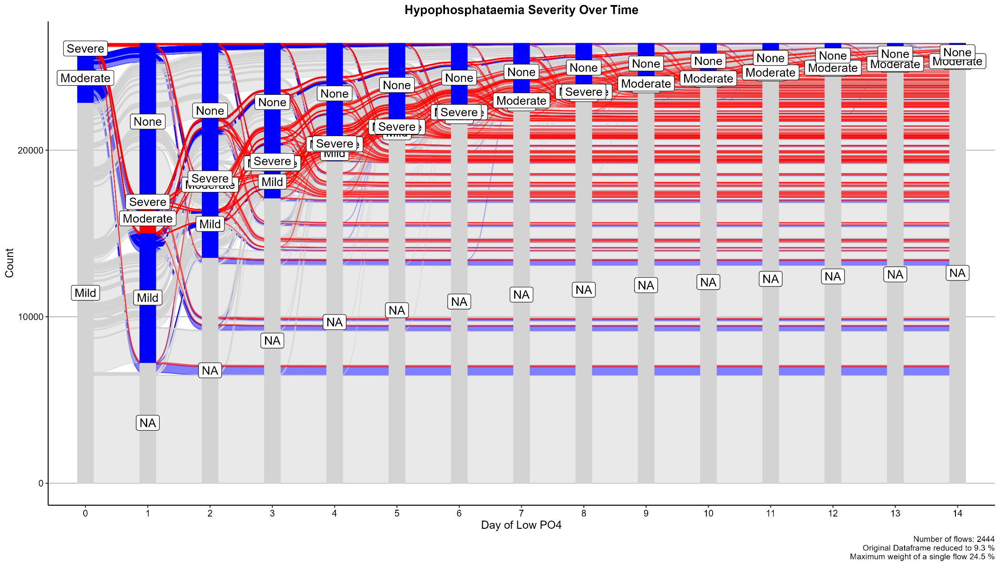 Hypophosphataemia Severity Over Time
Count
20000
10000
0
Severe
Moderate
Mild
None
Severe
Moderate
Mild
NA
None
Severe
Moderate
Mild
NA
None
Severe
Mild
NA
None
Severe
Mild
NA
None
Severe
Mild
NA
None
Severe
NA
None
Moderate
NA
None
Severe
NA
None
Moderate
NA
None
Moderate
NA
None
Moderate
NA
None
Moderate
NA
None
Moderate
NA
None
Moderate
NA
0 1 2 3 4 5 6 7 8 9 10 11 12 13 14
Day of Low PO4
Number of flows: 2444
Original Dataframe reduced to 9.3 %
Maximum weight of a single flow 24.5 %